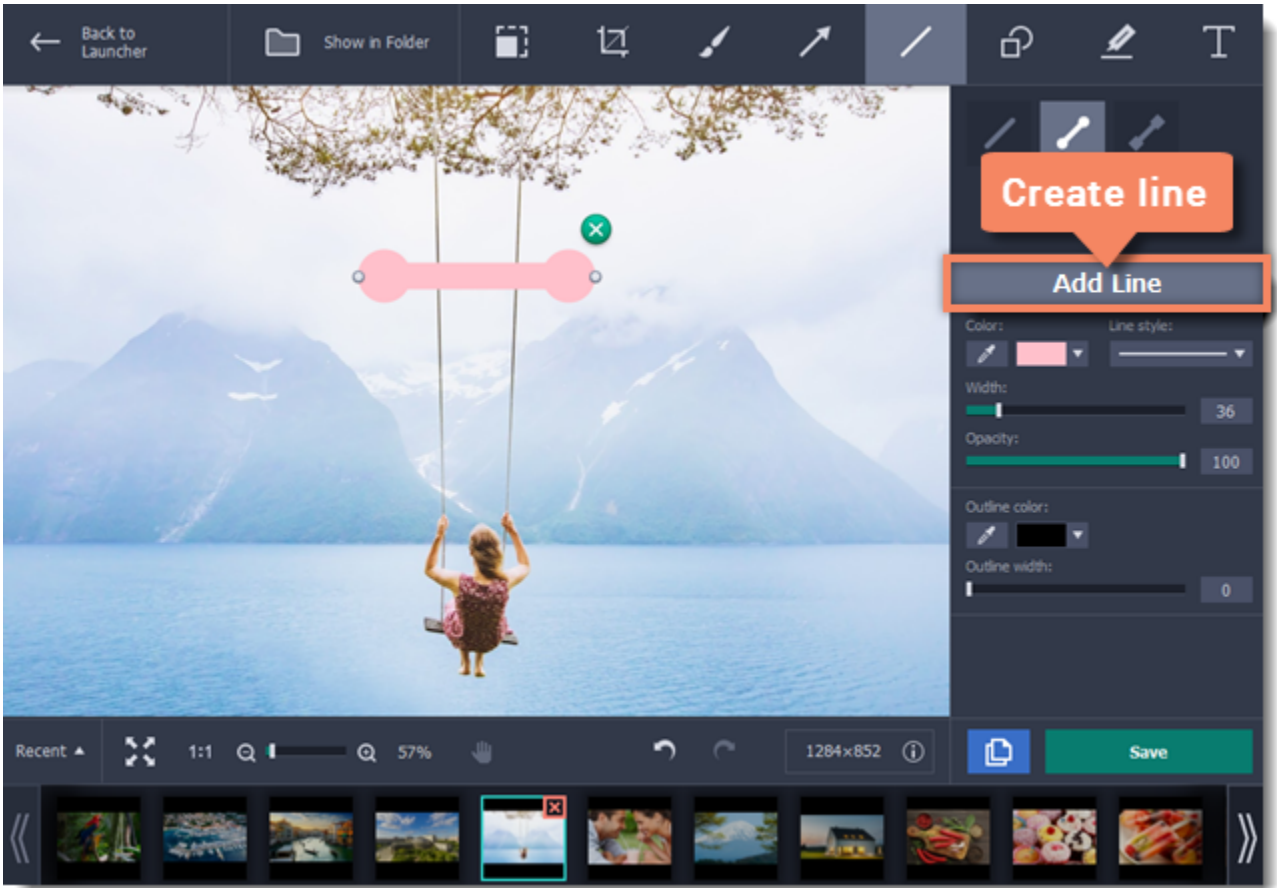 Back to
Launcher
Show in Folder
T
Create line
Add Line
Color:
Line style:
Width:
36
Opacity:
100
Outline color:
Outline width:
0
Recent
1:1
57%
1284×852
Save